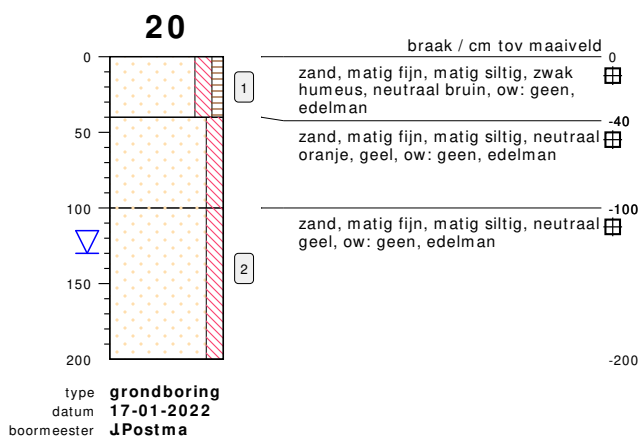 20
braak / cm tov maaiveld
0
0
zand, matig fijn, matig siltig, zwak
humeus, neutraal bruin, ow: geen,
edelman
1
-40
50
zand, matig fijn, matig siltig, neutraal
oranje, geel, ow: geen, edelman
100
-100
zand, matig fijn, matig siltig, neutraal
geel, ow: geen, edelman
2
150
200
-200
type grondboring
datum 17-01-2022
boormeester J.Postma